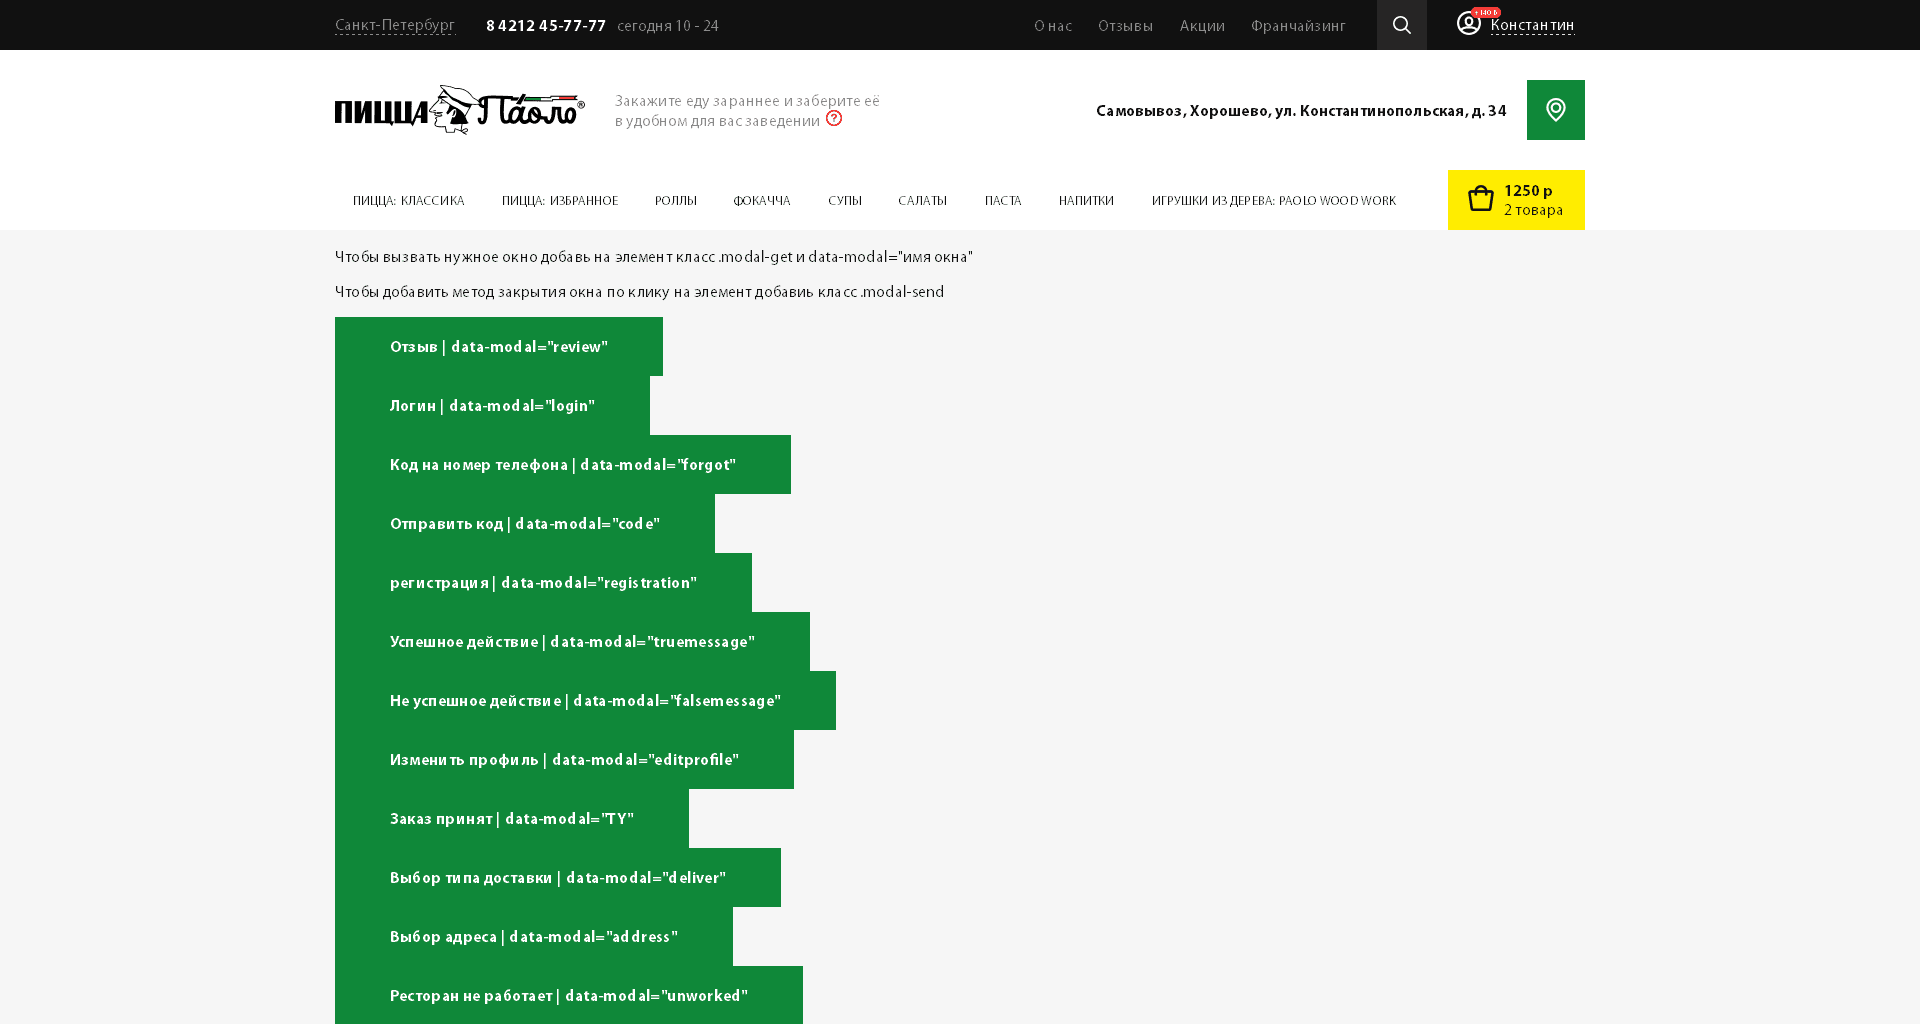 Санкт-Петербург 8 4212 45-77-77 сегодня 10 - 24 О нас Отзывы Акции Франчайзинг +140 ₽ Константин
ПИЦЦА Паоло ®
Закажите еду зараннее и заберите её
в удобном для вас заведении ?
Самовывоз, Хорошево, ул. Константинопольская, д. 34
ПИЦЦА: КЛАССИКА ПИЦЦА: ИЗБРАННОЕ РОЛЛЫ ФОКАЧЧА СУПЫ САЛАТЫ ПАСТА НАПИТКИ ИГРУШКИ ИЗ ДЕРЕВА: PAOLO WOOD WORK
1250 р
2 товара
Чтобы вызвать нужное окно добавь на элемент класс .modal-get и data-modal="имя окна"
Чтобы добавить метод закрытия окна по клику на элемент добавиь класс .modal-send
Отзыв | data-modal="review"
Логин | data-modal="login"
Код на номер телефона | data-modal="forgot"
Отправить код | data-modal="code"
регистрация | data-modal="registration"
Успешное действие | data-modal="truemessage"
Не успешное действие | data-modal="falsemessage"
Изменить профиль | data-modal="editprofile"
Заказ принят | data-modal="TY"
Выбор типа доставки | data-modal="deliver"
Выбор адреса | data-modal="address"
Ресторан не работает | data-modal="unworked"